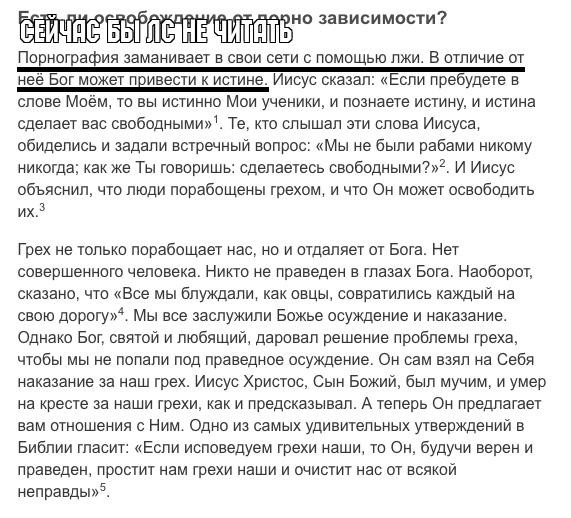 Есть ли освобождение от порно зависимости?
СЕЙЧАС БЫ ЛС НЕ ЧИТАТЬ
Порнография заманивает в свои сети с помощью лжи. В отличие от
неё Бог может привести к истине. Иисус сказал: «Если пребудете в
слове Моём, то вы истинно Мои ученики, и познаете истину, и истина
сделает вас свободными»¹. Те, кто слышал эти слова Иисуса,
обиделись и задали встречный вопрос: «Мы не были рабами никому
никогда; как же Ты говоришь: сделаетесь свободными?»². И Иисус
объяснил, что люди порабощены грехом, и что Он может освободить
их.³
Грех не только порабощает нас, но и отдаляет от Бога. Нет
совершенного человека. Никто не праведен в глазах Бога. Наоборот,
сказано, что «Все мы блуждали, как овцы, совратились каждый на
свою дорогу»⁴. Мы все заслужили Божье осуждение и наказание.
Однако Бог, святой и любящий, даровал решение проблемы греха,
чтобы мы не попали под праведное осуждение. Он сам взял на Себя
наказание за наш грех. Иисус Христос, Сын Божий, был мучим, и умер
на кресте за наши грехи, как и предсказывал. А теперь Он предлагает
вам отношения с Ним. Одно из самых удивительных утверждений в
Библии гласит: «Если исповедуем грехи наши, то Он, будучи верен и
праведен, простит нам грехи наши и очистит нас от всякой
неправды»⁵.